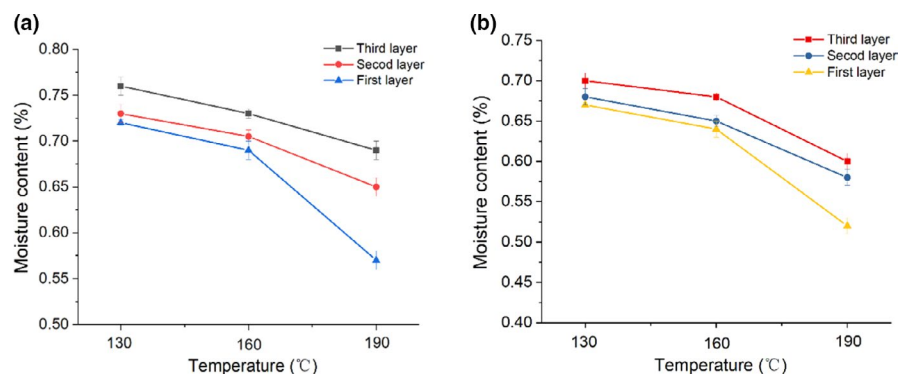 (a)
0.80
0.75
0.70
0.65
0.60
0.55
0.50
Moisture content (%)
Third layer
Secod layer
First layer
130
160
190
Temperature (℃)
(b)
0.75
0.70
0.65
0.60
0.55
0.50
0.45
0.40
Moisture content (%)
Third layer
Secod layer
First layer
130
160
190
Temperature (℃)